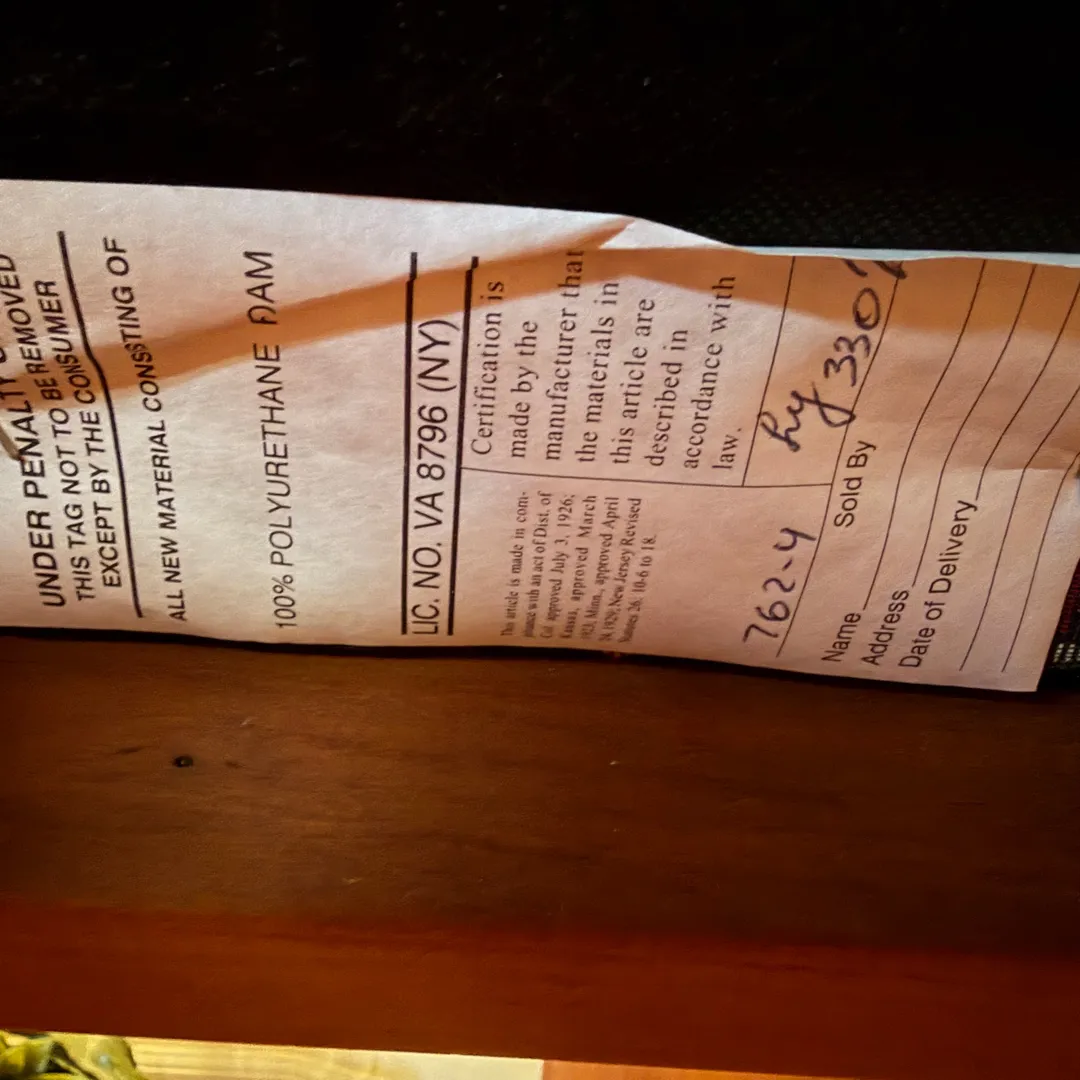 UNDER PENALTY O
THIS TAG NOT TO BE REMOVED
EXCEPT BY THE CONSUMER
ALL NEW MATERIAL CONSSTING OF
100% POLYURETHANE
LIC. NO. VA 8796 (NY)
Certification is
made by the
manufacturer that
the materials in
this article are
described in
accordance with
law.
This article is made in com-
pliance with an act of Dist. of
Col. approved July 3, 1926;
Kansas, approved March
1923, Minn., approved April
24, 1929; New Jersey Revised
Statutes 26: 10-6 to 18.
762-4 hy 330
Name Sold By
Address
Date of Delivery